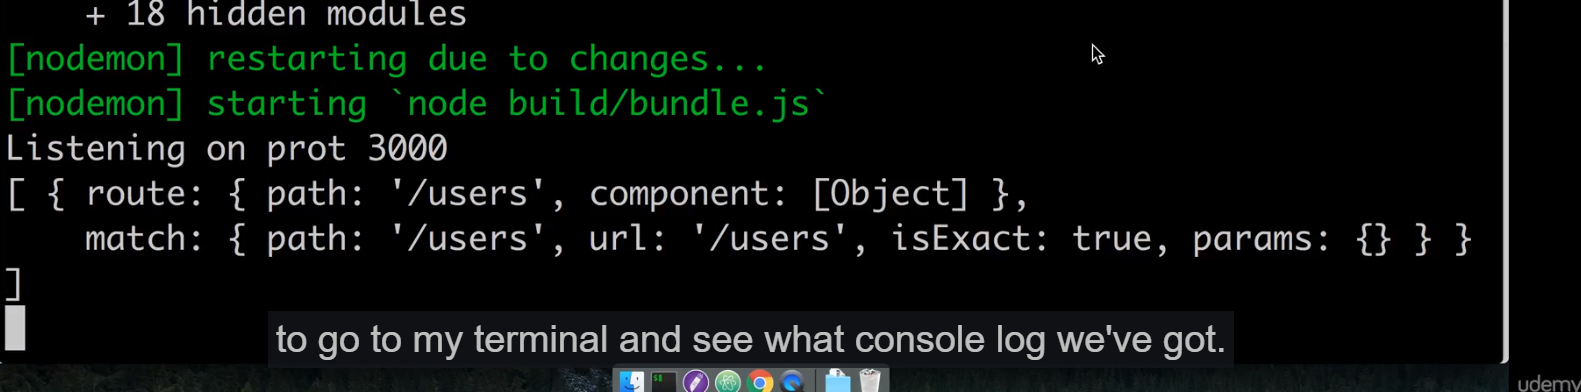 + 18 hidden modules
[nodemon] restarting due to changes...
[nodemon] starting `node build/bundle.js`
Listening on prot 3000
[ { route: { path: '/users', component: [Object] },
match: { path: '/users', url: '/users', isExact: true, params: {} } }
]
to go to my terminal and see what console log we've got.
udemy